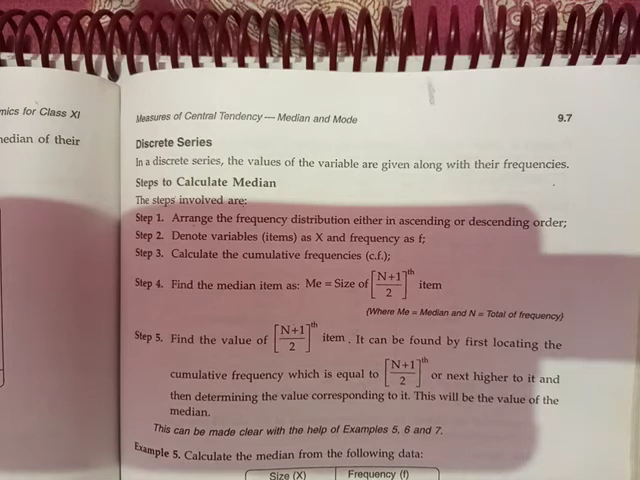 mics for Class XI
edian of their
Measures of Central Tendency — Median and Mode 9.7
Discrete Series
In a discrete series, the values of the variable are given along with their frequencies.
Steps to Calculate Median
The steps involved are:
Step 1. Arrange the frequency distribution either in ascending or descending order;
Step 2. Denote variables (items) as X and frequency as f;
Step 3. Calculate the cumulative frequencies (c.f.);
Step 4. Find the median item as: Me = Size of [N+1/2]th item
(Where Me = Median and N = Total of frequency)
Step 5. Find the value of [N+1/2]th item. It can be found by first locating the
cumulative frequency which is equal to [N+1/2]th or next higher to it and
then determining the value corresponding to it. This will be the value of the
median.
This can be made clear with the help of Examples 5, 6 and 7.
Example 5. Calculate the median from the following data:
Size (X) Frequency (f)